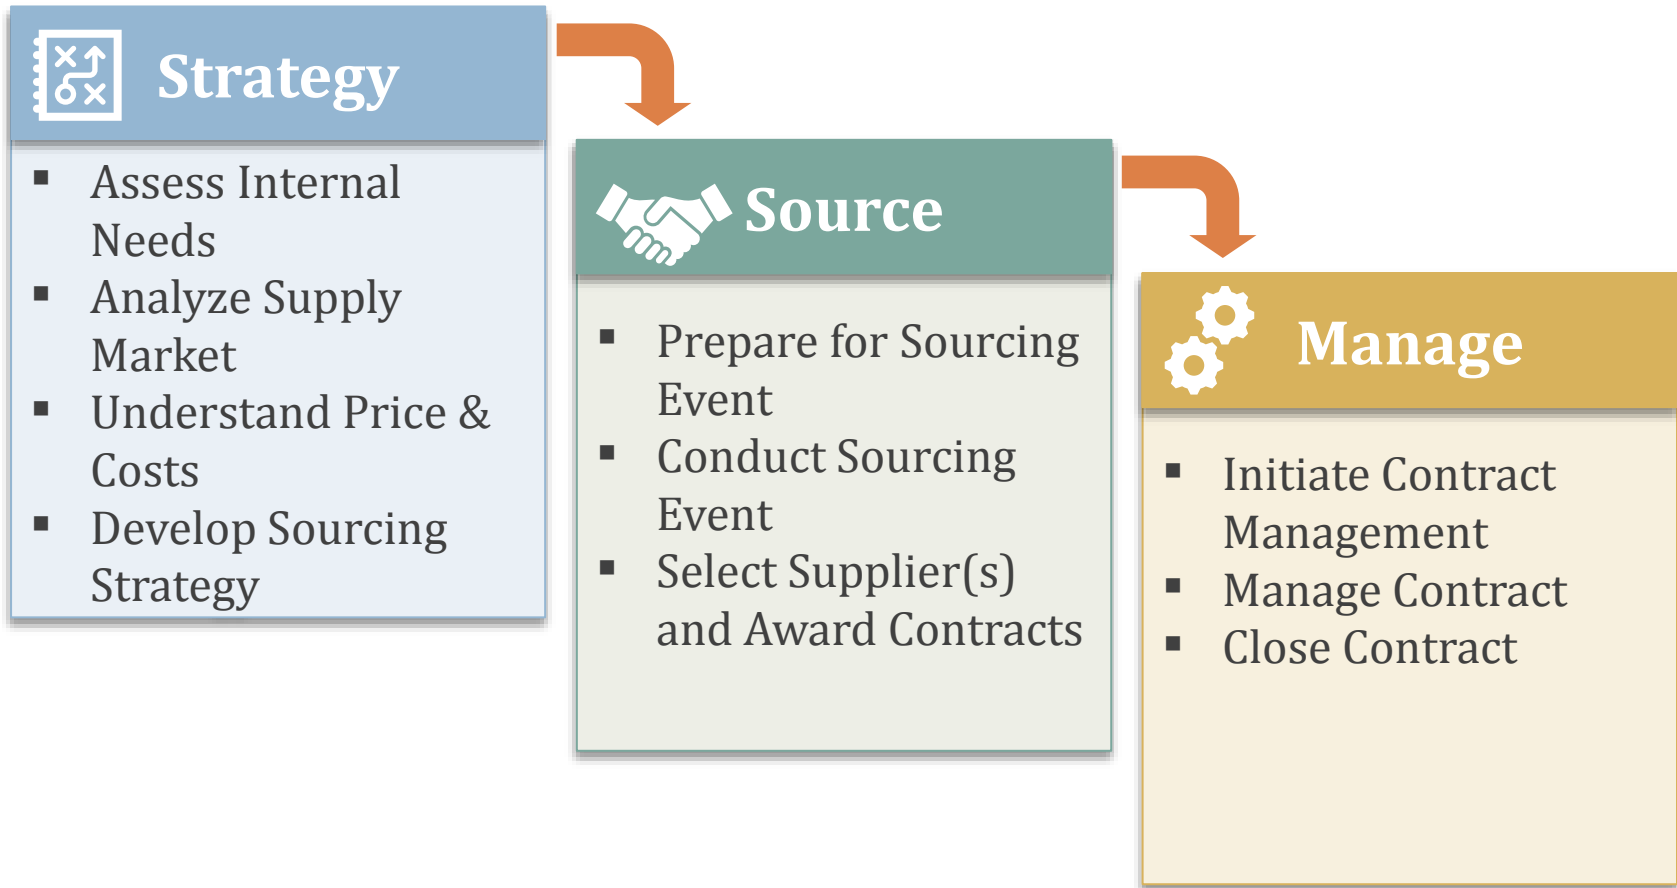 Strategy
▪ Assess Internal
Needs
▪ Analyze Supply
Market
▪ Understand Price &
Costs
▪ Develop Sourcing
Strategy
Source
▪ Prepare for Sourcing
Event
▪ Conduct Sourcing
Event
▪ Select Supplier(s)
and Award Contracts
Manage
▪ Initiate Contract
Management
▪ Manage Contract
▪ Close Contract